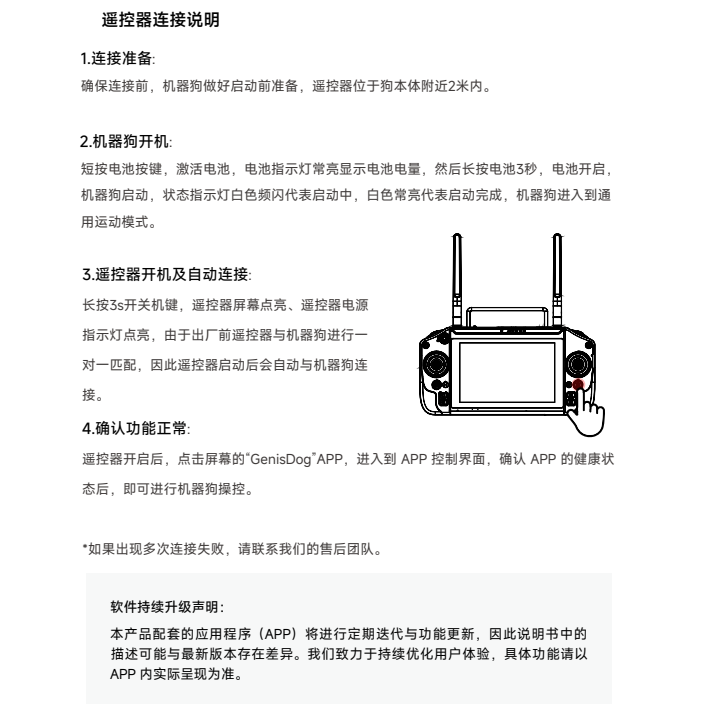 遥控器连接说明
1.连接准备:
确保连接前，机器狗做好启动前准备，遥控器位于狗本体附近2米内。
2.机器狗开机:
短按电池按键，激活电池，电池指示灯常亮显示电池电量，然后长按电池3秒，电池开启，
机器狗启动，状态指示灯白色频闪代表启动中，白色常亮代表启动完成，机器狗进入到通
用运动模式。
3.遥控器开机及自动连接:
长按3s开关机键，遥控器屏幕点亮、遥控器电源
指示灯点亮，由于出厂前遥控器与机器狗进行一
对一匹配，因此遥控器启动后会自动与机器狗连
接。
4.确认功能正常:
遥控器开启后，点击屏幕的“GenisDog”APP，进入到 APP 控制界面，确认 APP 的健康状
态后，即可进行机器狗操控。
*如果出现多次连接失败，请联系我们的售后团队。
软件持续升级声明：
本产品配套的应用程序（APP）将进行定期迭代与功能更新，因此说明书中的
描述可能与最新版本存在差异。我们致力于持续优化用户体验，具体功能请以
APP 内实际呈现为准。